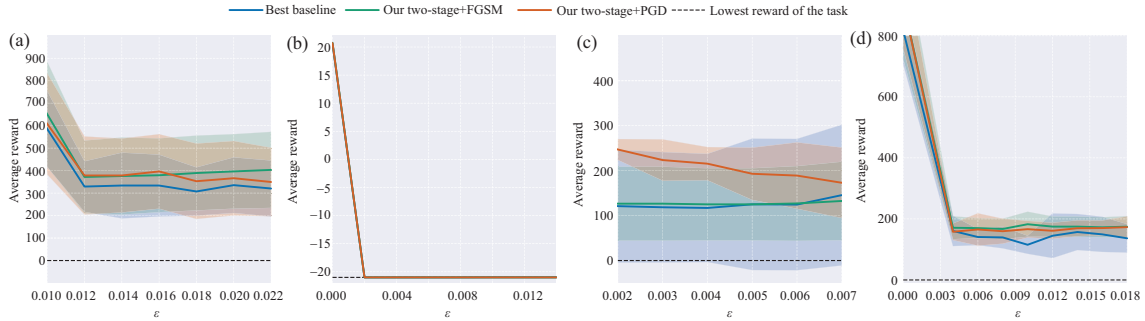 Best baseline Our two-stage+FGSM Our two-stage+PGD Lowest reward of the task
(a)
900
800
700
600
500
400
300
200
100
0
Average reward
0.010 0.012 0.014 0.016 0.018 0.020 0.022
ε
(b)
20
15
10
5
0
−5
−10
−15
−20
Average reward
0.000 0.004 0.008 0.012
ε
(c)
400
300
200
100
0
Average reward
0.002 0.003 0.004 0.005 0.006 0.007
ε
(d)
800
600
400
200
0
Average reward
0.000 0.003 0.006 0.009 0.012 0.015 0.018
ε